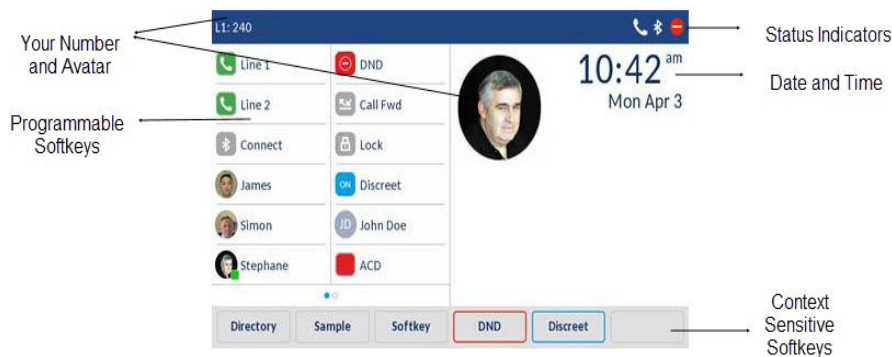 L1: 240
Your Number
and Avatar
Programmable
Softkeys
Line 1
DND
Line 2
Call Fwd
Connect
Lock
James
ON
Discreet
Simon
JD
John Doe
Stephane
ACD
10:42 am
Mon Apr 3
Status Indicators
Date and Time
Directory
Sample
Softkey
DND
Discreet
Context
Sensitive
Softkeys